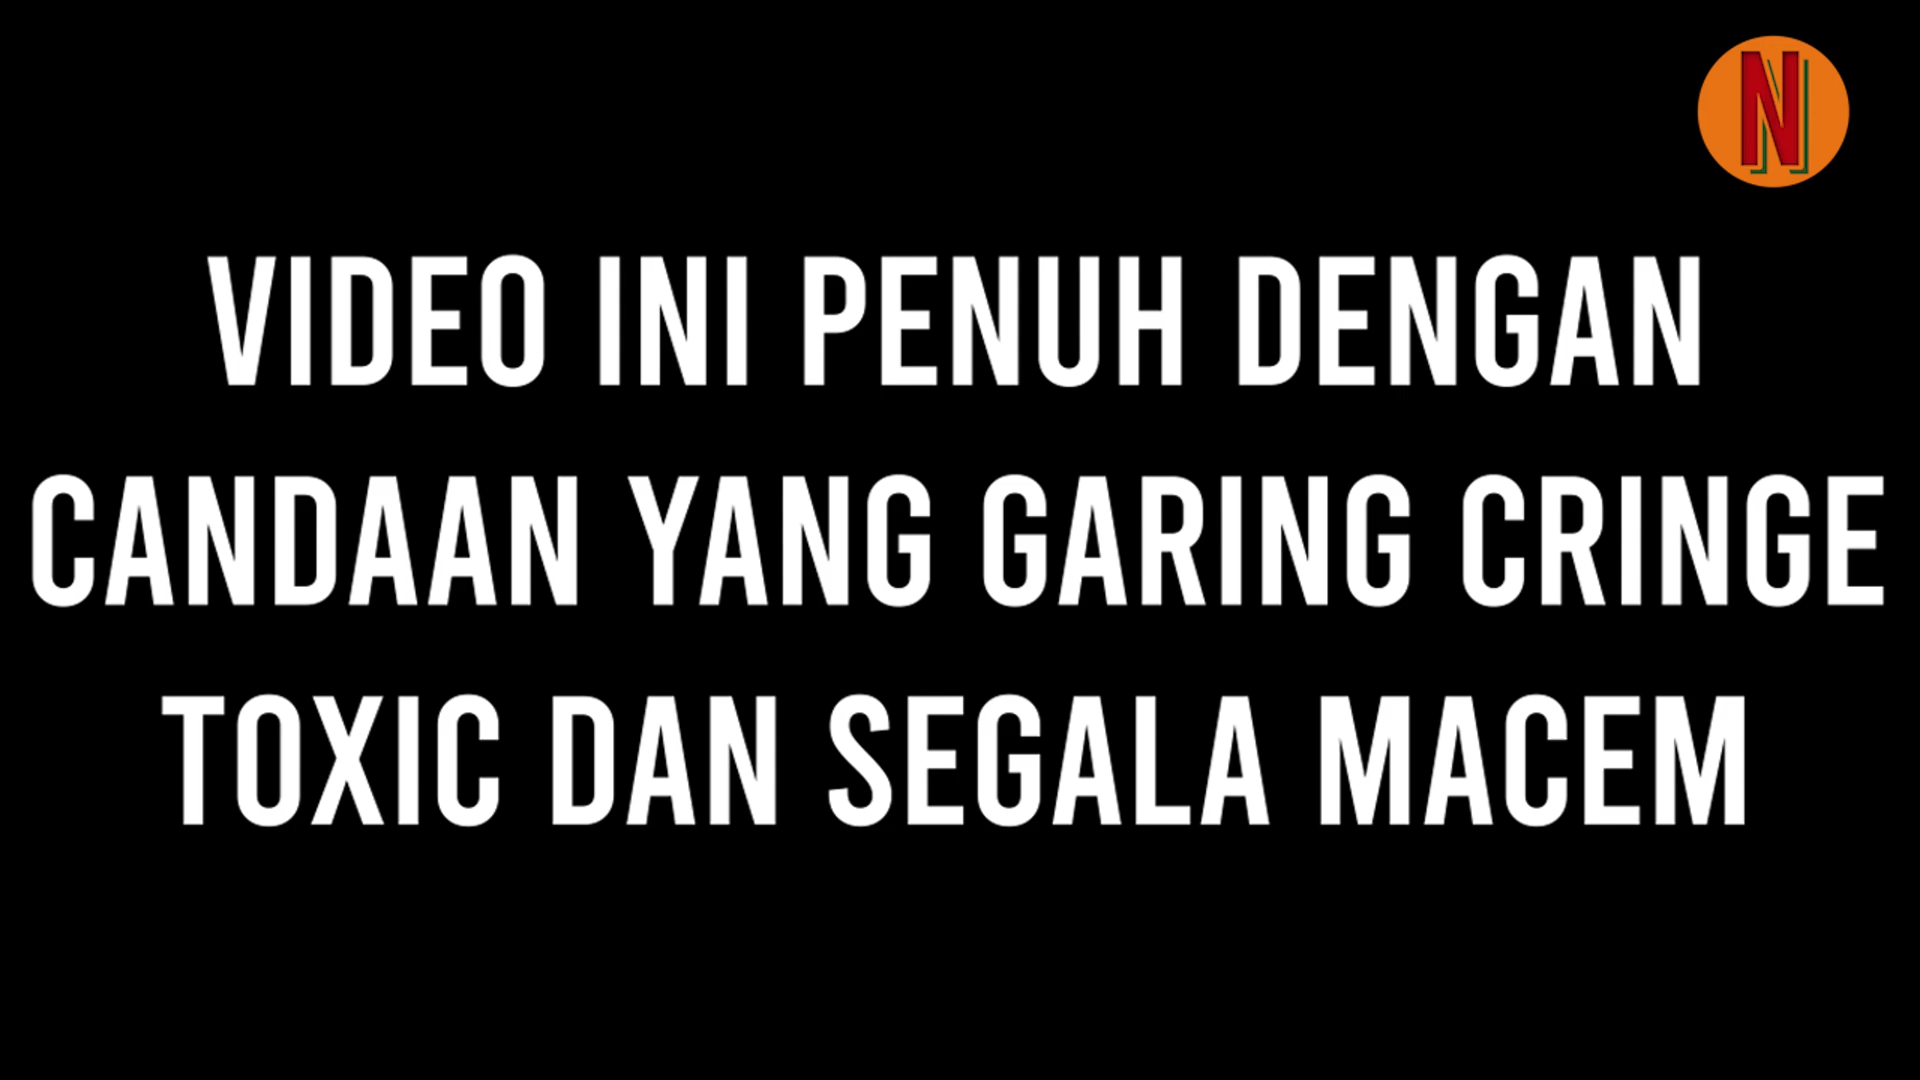 N
VIDEO INI PENUH DENGAN
CANDAAN YANG GARING CRINGE
TOXIC DAN SEGALA MACEM